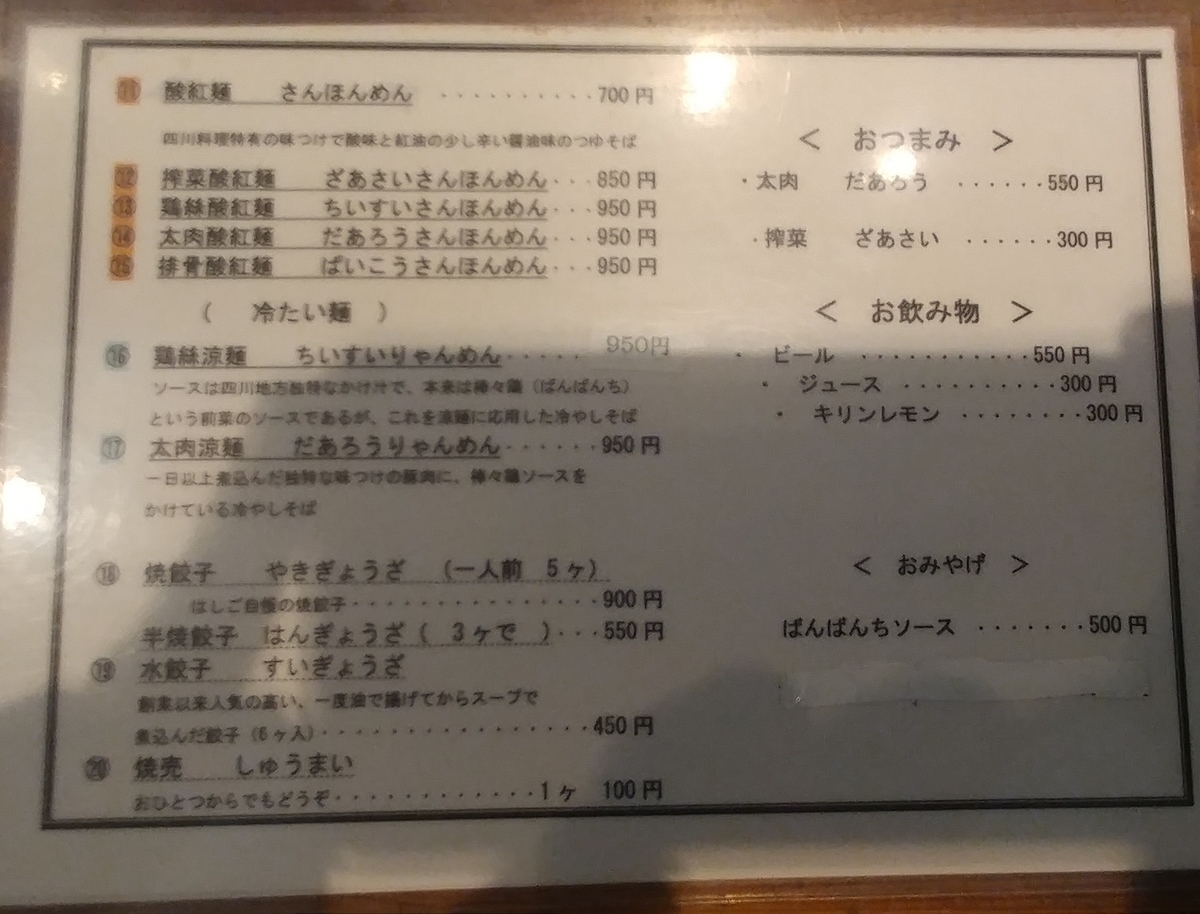 ⑪ 酸紅麺 さんほんめん ・・・・・・・・・・700円
四川料理特有の味つけで酸味と紅油の少し辛い醤油味のつゆそば
⑫ 搾菜酸紅麺 ざあさいさんほんめん・・・850円
⑬ 鶏絲酸紅麺 ちいすいさんほんめん・・・950円
⑭ 太肉酸紅麺 だあろうさんほんめん・・・950円
⑮ 排骨酸紅麺 ぱいこうさんほんめん・・・950円
( 冷たい麺 )
⑯ 鶏絲涼麺 ちいすいりゃんめん・・・・・ 950円
ソースは四川地方独特なかけ汁で、本来は棒々鶏（ばんばんち）
という前菜のソースであるが、これを涼麺に応用した冷やしそば
⑰ 太肉涼麺 だあろうりゃんめん・・・・・・950円
一日以上煮込んだ独特な味つけの豚肉に、棒々鶏ソースを
かけている冷やしそば
⑱ 焼餃子 やきぎょうざ （一人前 5ヶ）
はしご自慢の焼餃子・・・・・・・・・・・・・・・900円
半焼餃子 はんぎょうざ（ 3ヶで ）・・・550円
⑲ 水餃子 すいぎょうざ
創業以来人気の高い、一度油で揚げてからスープで
煮込んだ餃子（6ヶ入）・・・・・・・・・・・・・・・・450円
⑳ 焼売 しゅうまい
おひとつからでもどうぞ・・・・・・・・・・・・1ヶ 100円
＜ おつまみ ＞
・太肉 だあろう ・・・・・・550円
・搾菜 ざあさい ・・・・・・300円
＜ お飲み物 ＞
・ ビール ・・・・・・・・・・・550円
・ ジュース ・・・・・・・・・・300円
・ キリンレモン ・・・・・・・・300円
＜ おみやげ ＞
ばんばんちソース ・・・・・・・500円